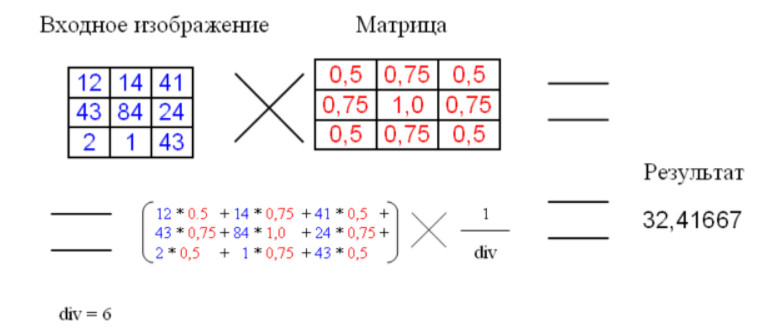 Входное изображение Матрица
12 14 41 0,5 0,75 0,5
43 84 24 0,75 1,0 0,75
2 1 43 0,5 0,75 0,5
Результат
32,41667
12 * 0.5 + 14 * 0,75 + 41 * 0,5 +
43 * 0,75 + 84 * 1,0 + 24 * 0,75 +
2 * 0,5 + 1 * 0,75 + 43 * 0,5
1
div
div = 6